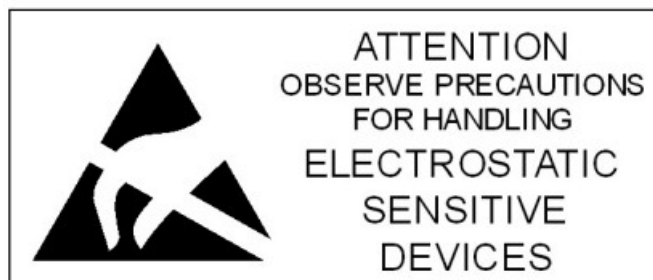 ATTENTION
OBSERVE PRECAUTIONS
FOR HANDLING
ELECTROSTATIC
SENSITIVE
DEVICES